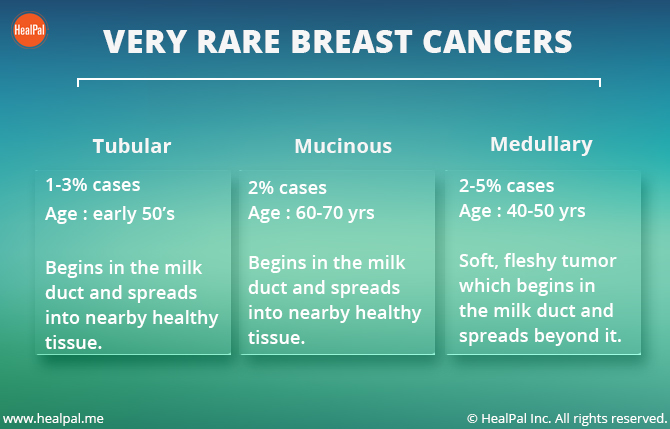 HealPal
VERY RARE BREAST CANCERS
Tubular
1-3% cases
Age : early 50's
Begins in the milk
duct and spreads
into nearby healthy
tissue.
Mucinous
2% cases
Age : 60-70 yrs
Begins in the milk
duct and spreads
into nearby healthy
tissue.
Medullary
2-5% cases
Age : 40-50 yrs
Soft, fleshy tumor
which begins in
the milk duct and
spreads beyond it.
www.healpal.me
© HealPal Inc. All rights reserved.